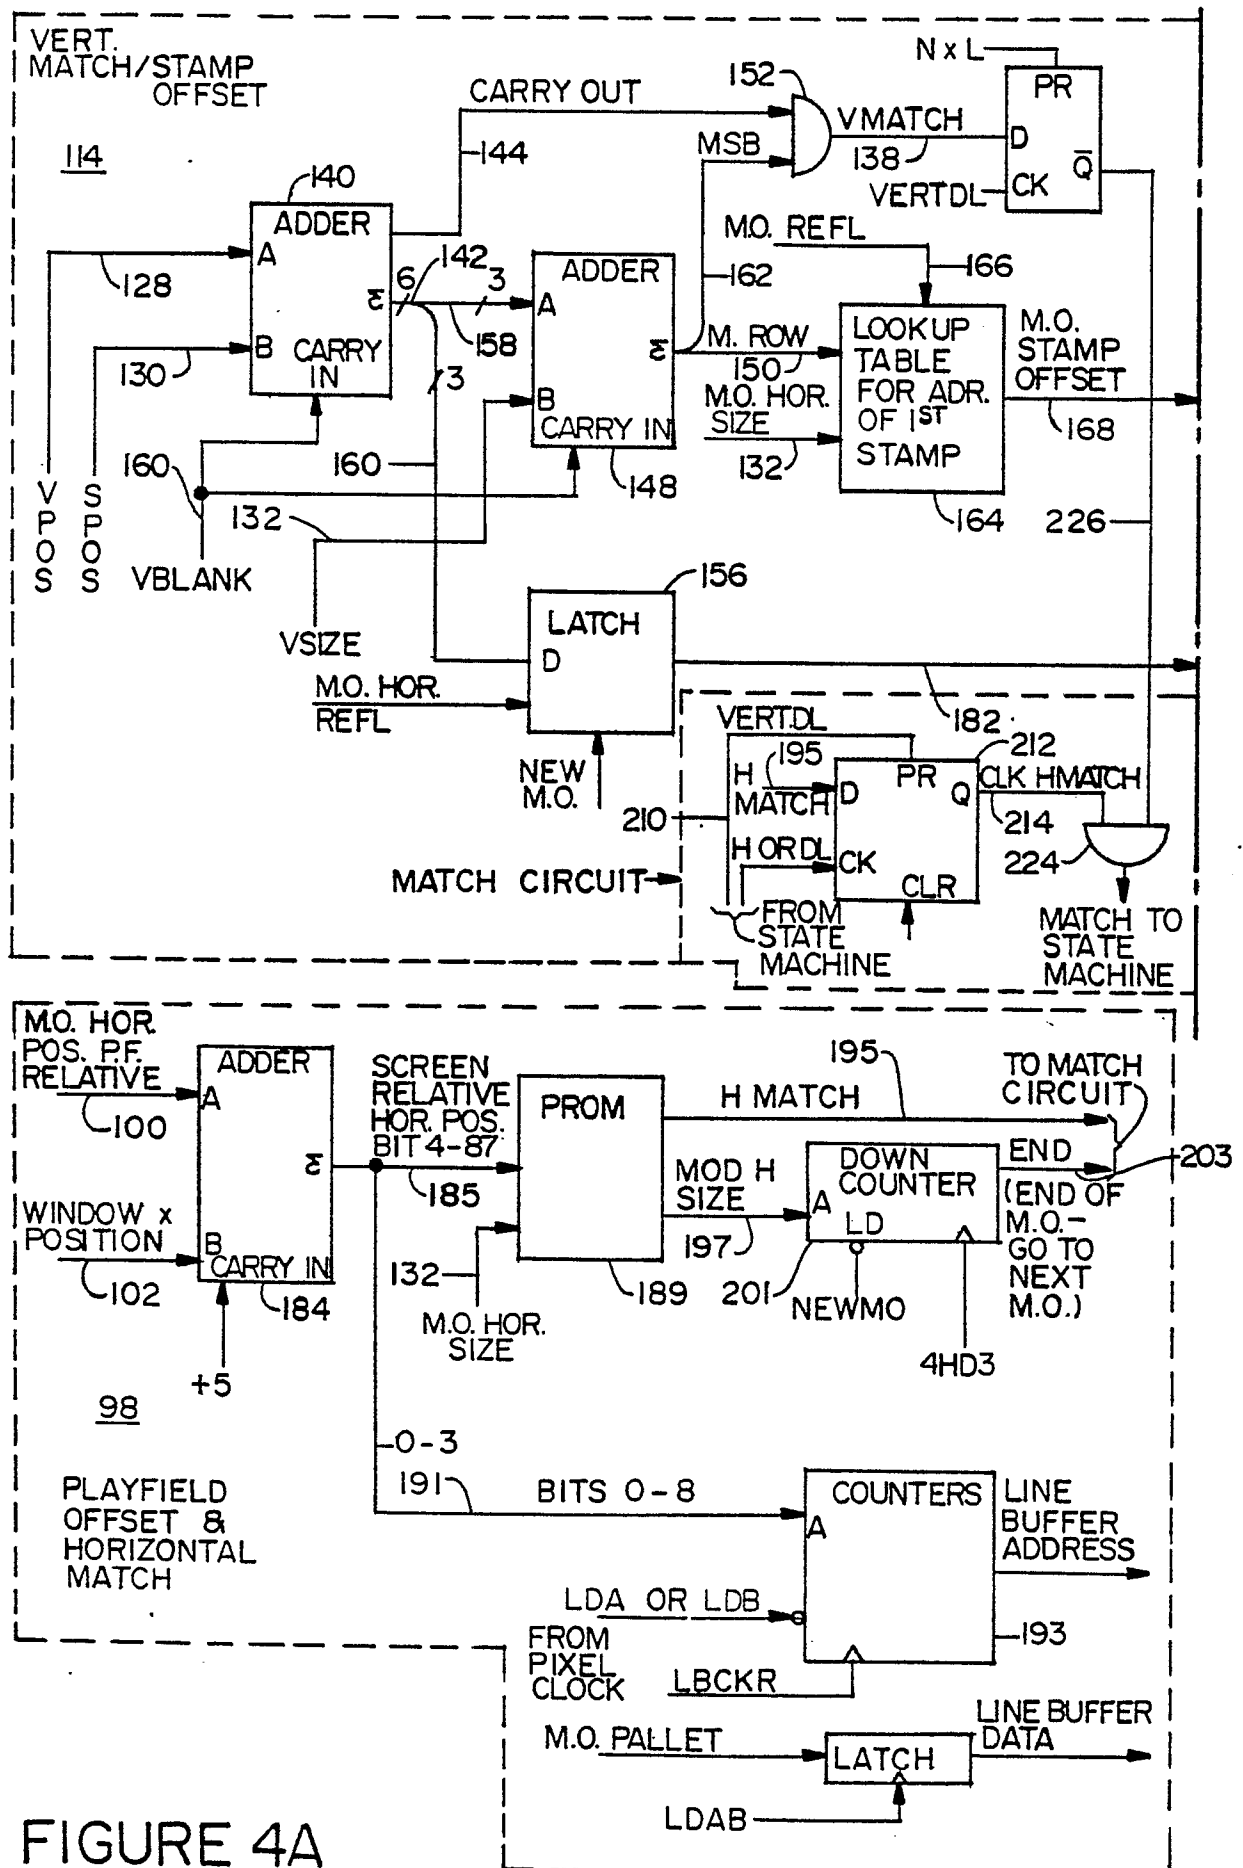 VERT.
MATCH/STAMP
OFFSET
114
CARRY OUT
144
152
MSB
N x L
PR
VMATCH
138
D
Q̅
VERTDL
CK
140
ADDER
A
128
Σ
B
130
CARRY
IN
6
142
3
158
3
ADDER
A
Σ
B
CARRY IN
148
162
M.O. REFL
166
M. ROW
150
M.O. HOR.
SIZE
132
LOOKUP
TABLE
FOR ADR.
OF 1ST
STAMP
164
M.O.
STAMP
OFFSET
168
160
160
132
226
VPOS
SPOS
VBLANK
VSIZE
156
LATCH
D
M.O. HOR.
REFL
NEW
M.O.
182
VERT.DL
195
H
MATCH
D
PR
Q
212
CLK HMATCH
214
210
H OR DL
CK
CLR
224
MATCH CIRCUIT
FROM
STATE
MACHINE
MATCH TO
STATE
MACHINE
M.O. HOR.
POS. P.F.
RELATIVE
100
ADDER
A
Σ
WINDOW x
POSITION
102
B
CARRY IN
184
+5
SCREEN
RELATIVE
HOR. POS.
BIT 4-8
185
132
M.O. HOR.
SIZE
PROM
189
195
H MATCH
TO MATCH
CIRCUIT
MOD H
SIZE
197
DOWN
COUNTER
A
LD
201
NEWMO
4HD3
END
203
(END OF
M.O.-
GO TO
NEXT
M.O.)
98
PLAYFIELD
OFFSET &
HORIZONTAL
MATCH
0-3
191
BITS 0-8
COUNTERS
A
LINE
BUFFER
ADDRESS
LDA OR LDB
193
FROM
PIXEL
CLOCK
LBCKR
M.O. PALLET
LATCH
LINE BUFFER
DATA
LDAB
FIGURE 4A